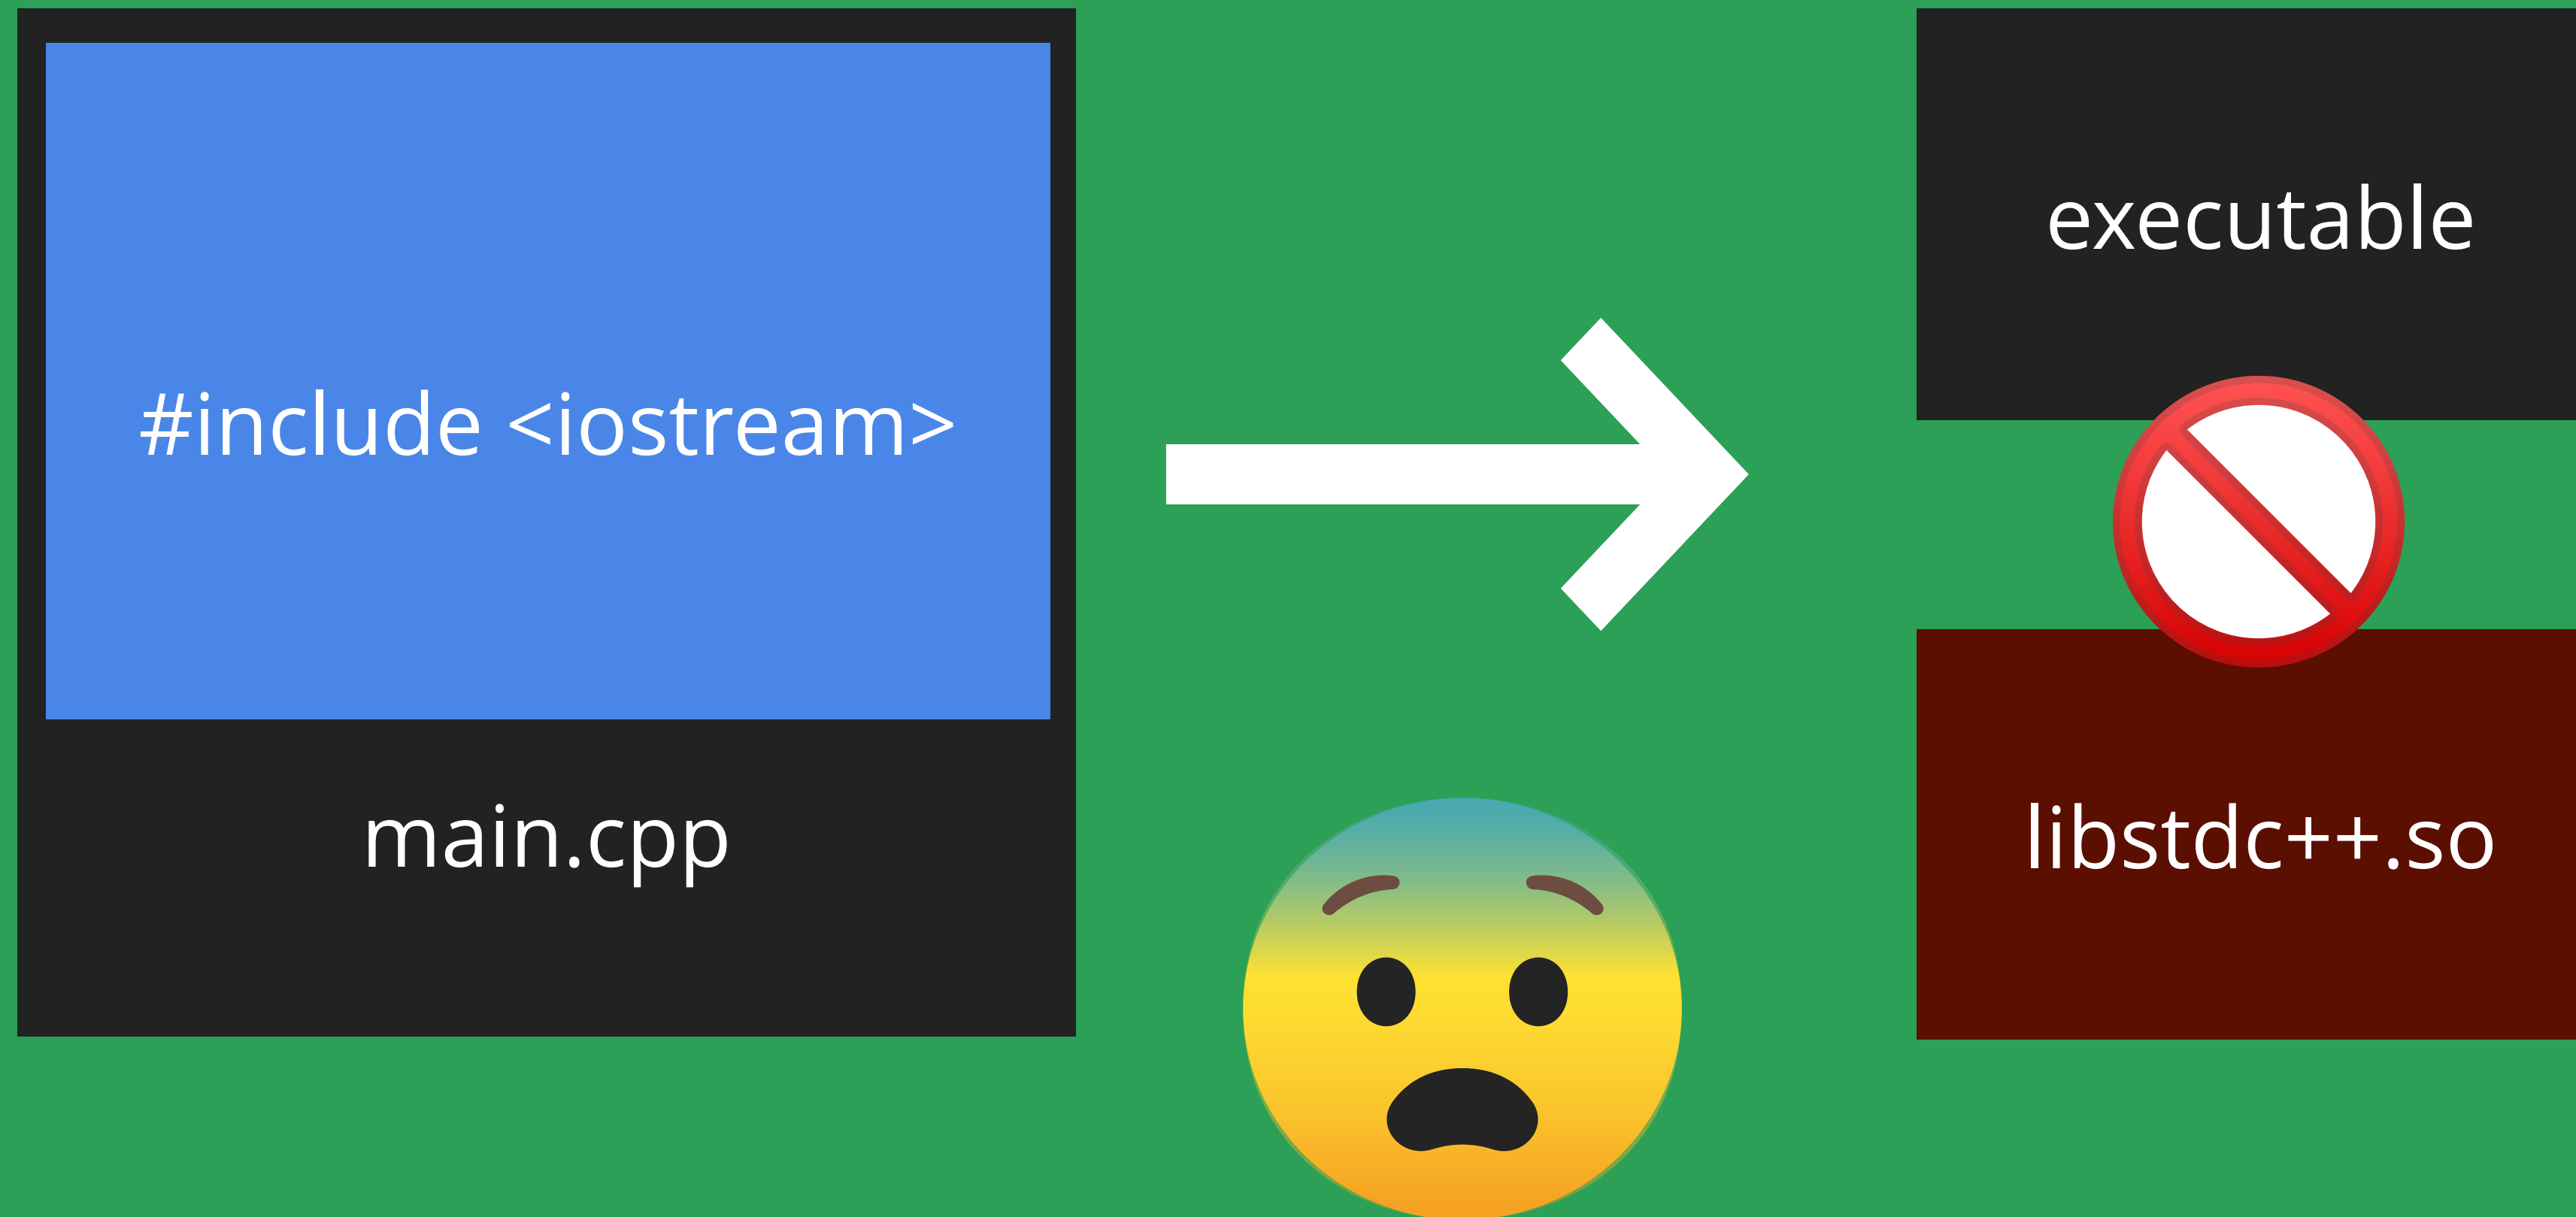 #include <iostream>
main.cpp
executable
libstdc++.so